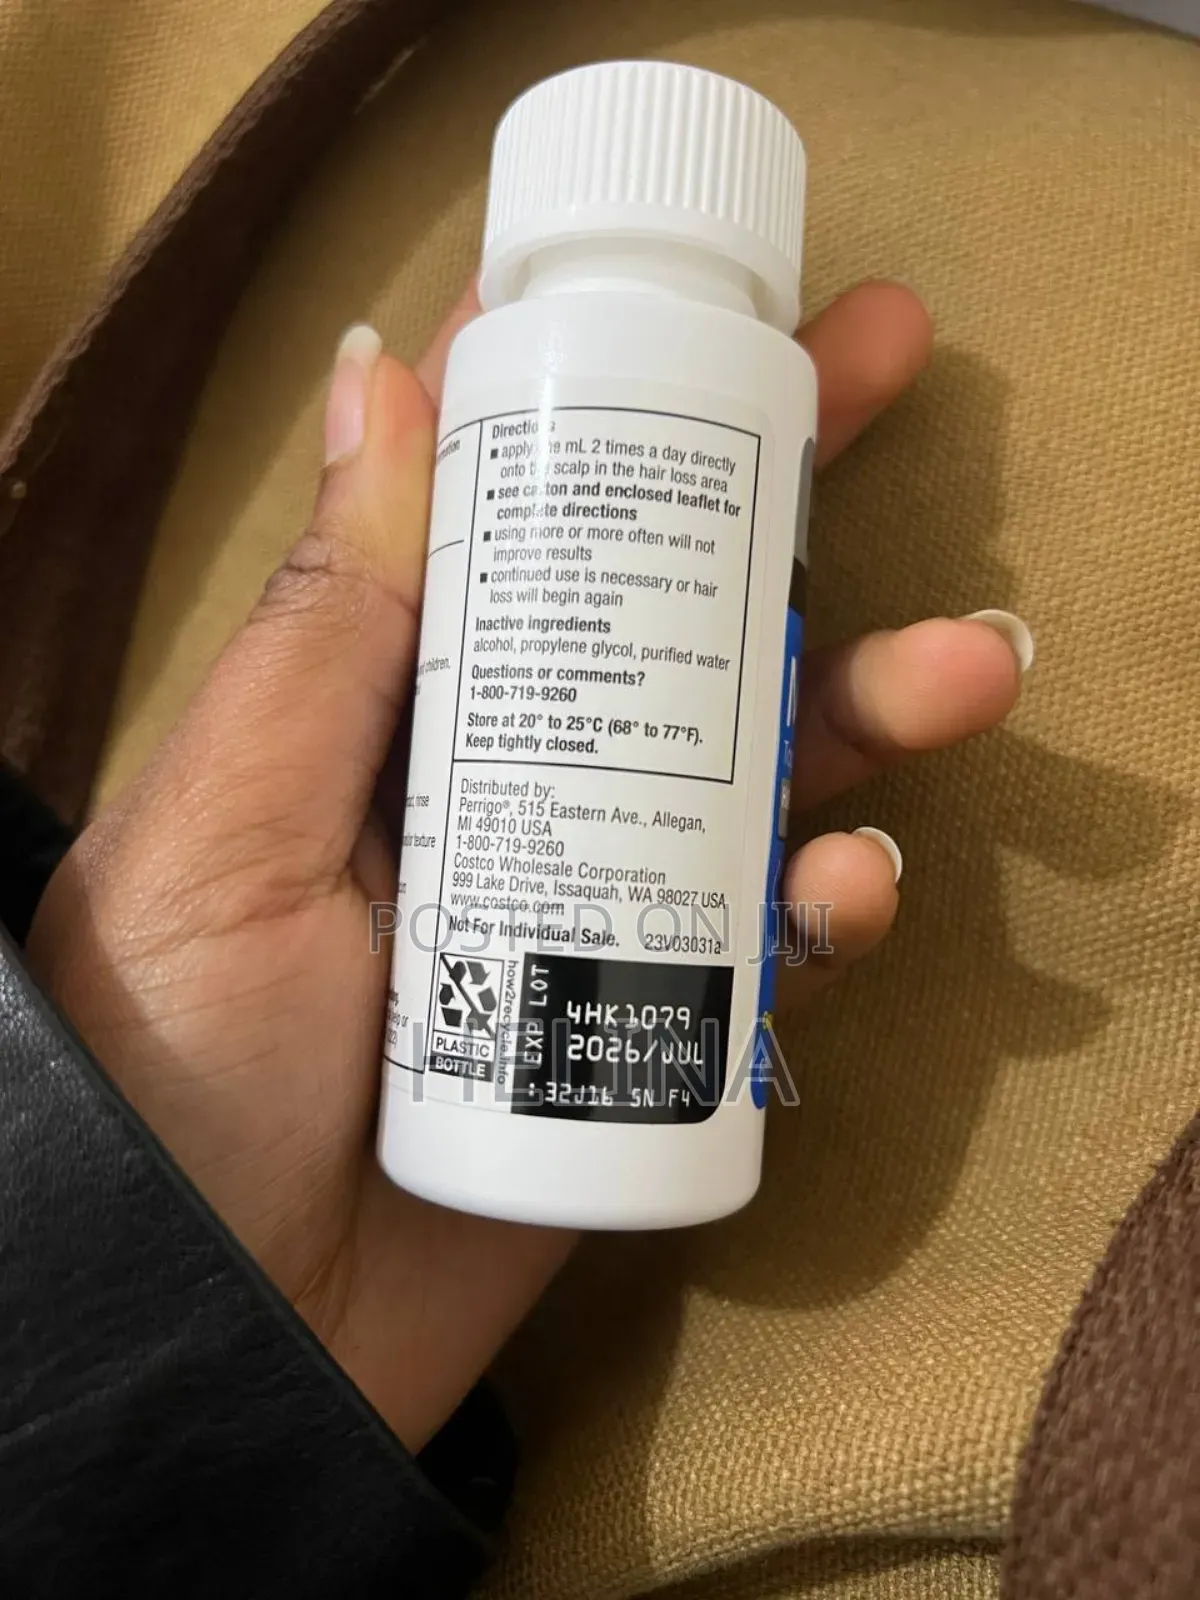 Directions
■ apply one mL 2 times a day directly
onto the scalp in the hair loss area
■ see carton and enclosed leaflet for
complete directions
■ using more or more often will not
improve results
■ continued use is necessary or hair
loss will begin again
Inactive ingredients
alcohol, propylene glycol, purified water
Questions or comments?
1-800-719-9260
Store at 20° to 25°C (68° to 77°F).
Keep tightly closed.
Distributed by:
Perrigo®, 515 Eastern Ave., Allegan,
MI 49010 USA
1-800-719-9260
Costco Wholesale Corporation
999 Lake Drive, Issaquah, WA 98027 USA
www.costco.com
Not For Individual Sale. 23V03031a
how2recycle.info
PLASTIC
BOTTLE
LOT 4HK1079
EXP 2026/JUL
: 32J16 SN F4
children,
rinse
texture
POSTED ON JIJI
HELINA